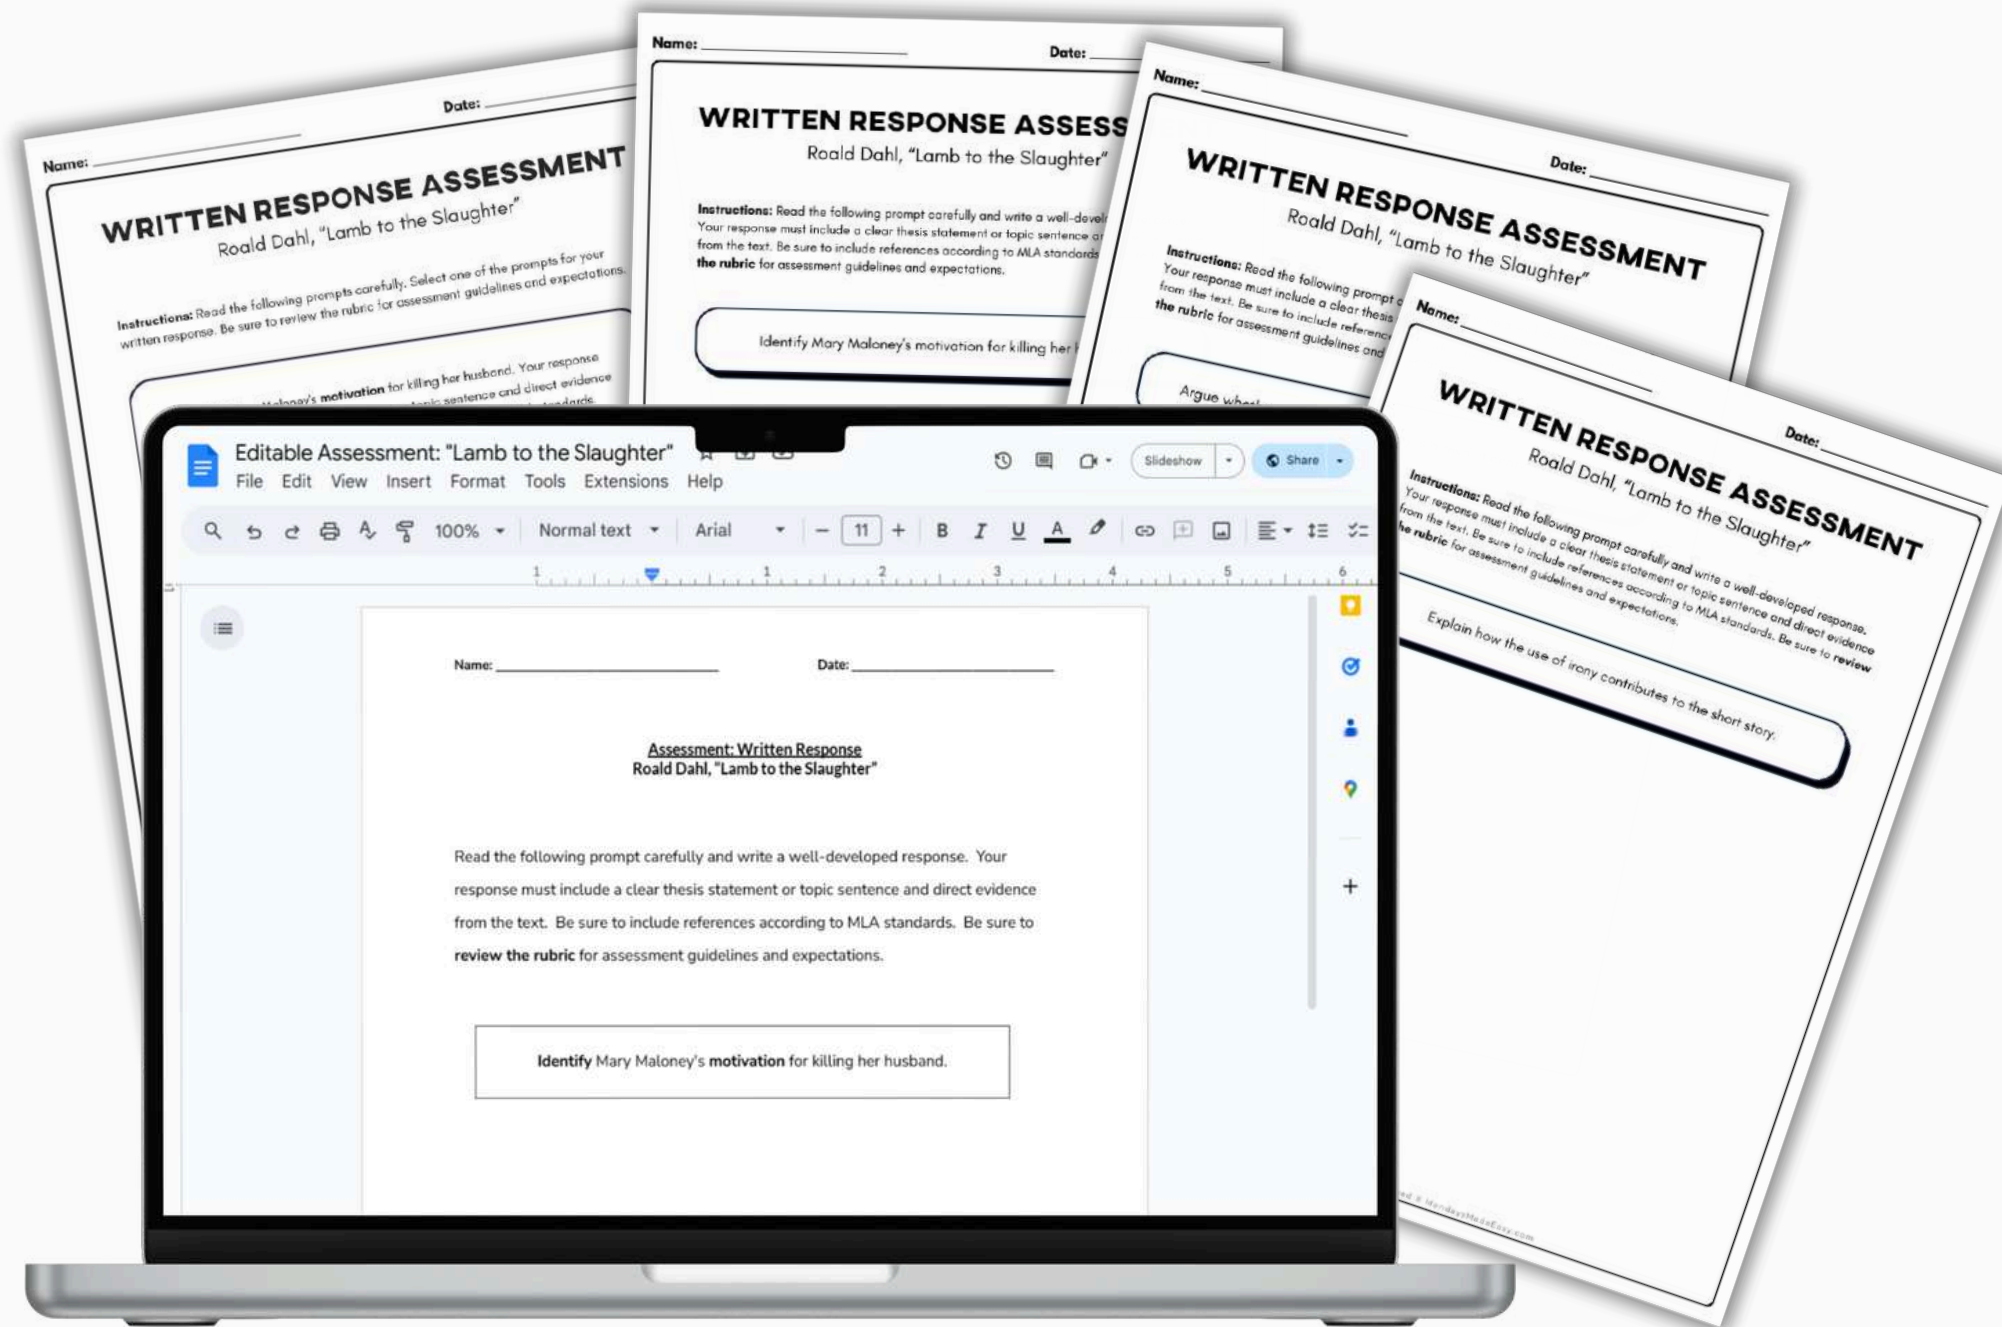 Name:
Date:
WRITTEN RESPONSE ASSESSMENT
Roald Dahl, “Lamb to the Slaughter”
Instructions: Read the following prompts carefully. Select one of the prompts for your
written response. Be sure to review the rubric for assessment guidelines and expectations.
motivation for killing her husband. Your response
sentence and direct evidence
Name:
Date:
WRITTEN RESPONSE ASSESS
Roald Dahl, “Lamb to the Slaughter”
Instructions: Read the following prompt carefully and write a
Your response must include a clear thesis statement or topic sentence
from the text. Be sure to include references according to MLA standards
the rubric for assessment guidelines and expectations.
Identify Mary Maloney's motivation for killing her
Name:
Date:
WRITTEN RESPONSE ASSESSMENT
Roald Dahl, “Lamb to the Slaughter”
Instructions: Read the following prompt
Your response must include a clear thesis
from the text. Be sure to include
the rubric for assessment guidelines and
Argue
Name:
Date:
WRITTEN RESPONSE ASSESSMENT
Roald Dahl, “Lamb to the Slaughter”
Instructions: Read the following prompt carefully and write a well-developed response.
Your response must include a clear thesis statement or topic sentence and direct evidence
from the text. Be sure to include references according to MLA standards. Be sure to review
the rubric for assessment guidelines and expectations.
Explain how the use of irony contributes to the short story.
MondaysMadeEasy.com
Editable Assessment: "Lamb to the Slaughter"
File Edit View Insert Format Tools Extensions Help
Slideshow
Share
100% Normal text Arial 11 B I U A
1 1 2 3 4 5 6
Name:
Date:
Assessment: Written Response
Roald Dahl, “Lamb to the Slaughter”
Read the following prompt carefully and write a well-developed response. Your
response must include a clear thesis statement or topic sentence and direct evidence
from the text. Be sure to include references according to MLA standards. Be sure to
review the rubric for assessment guidelines and expectations.
Identify Mary Maloney's motivation for killing her husband.